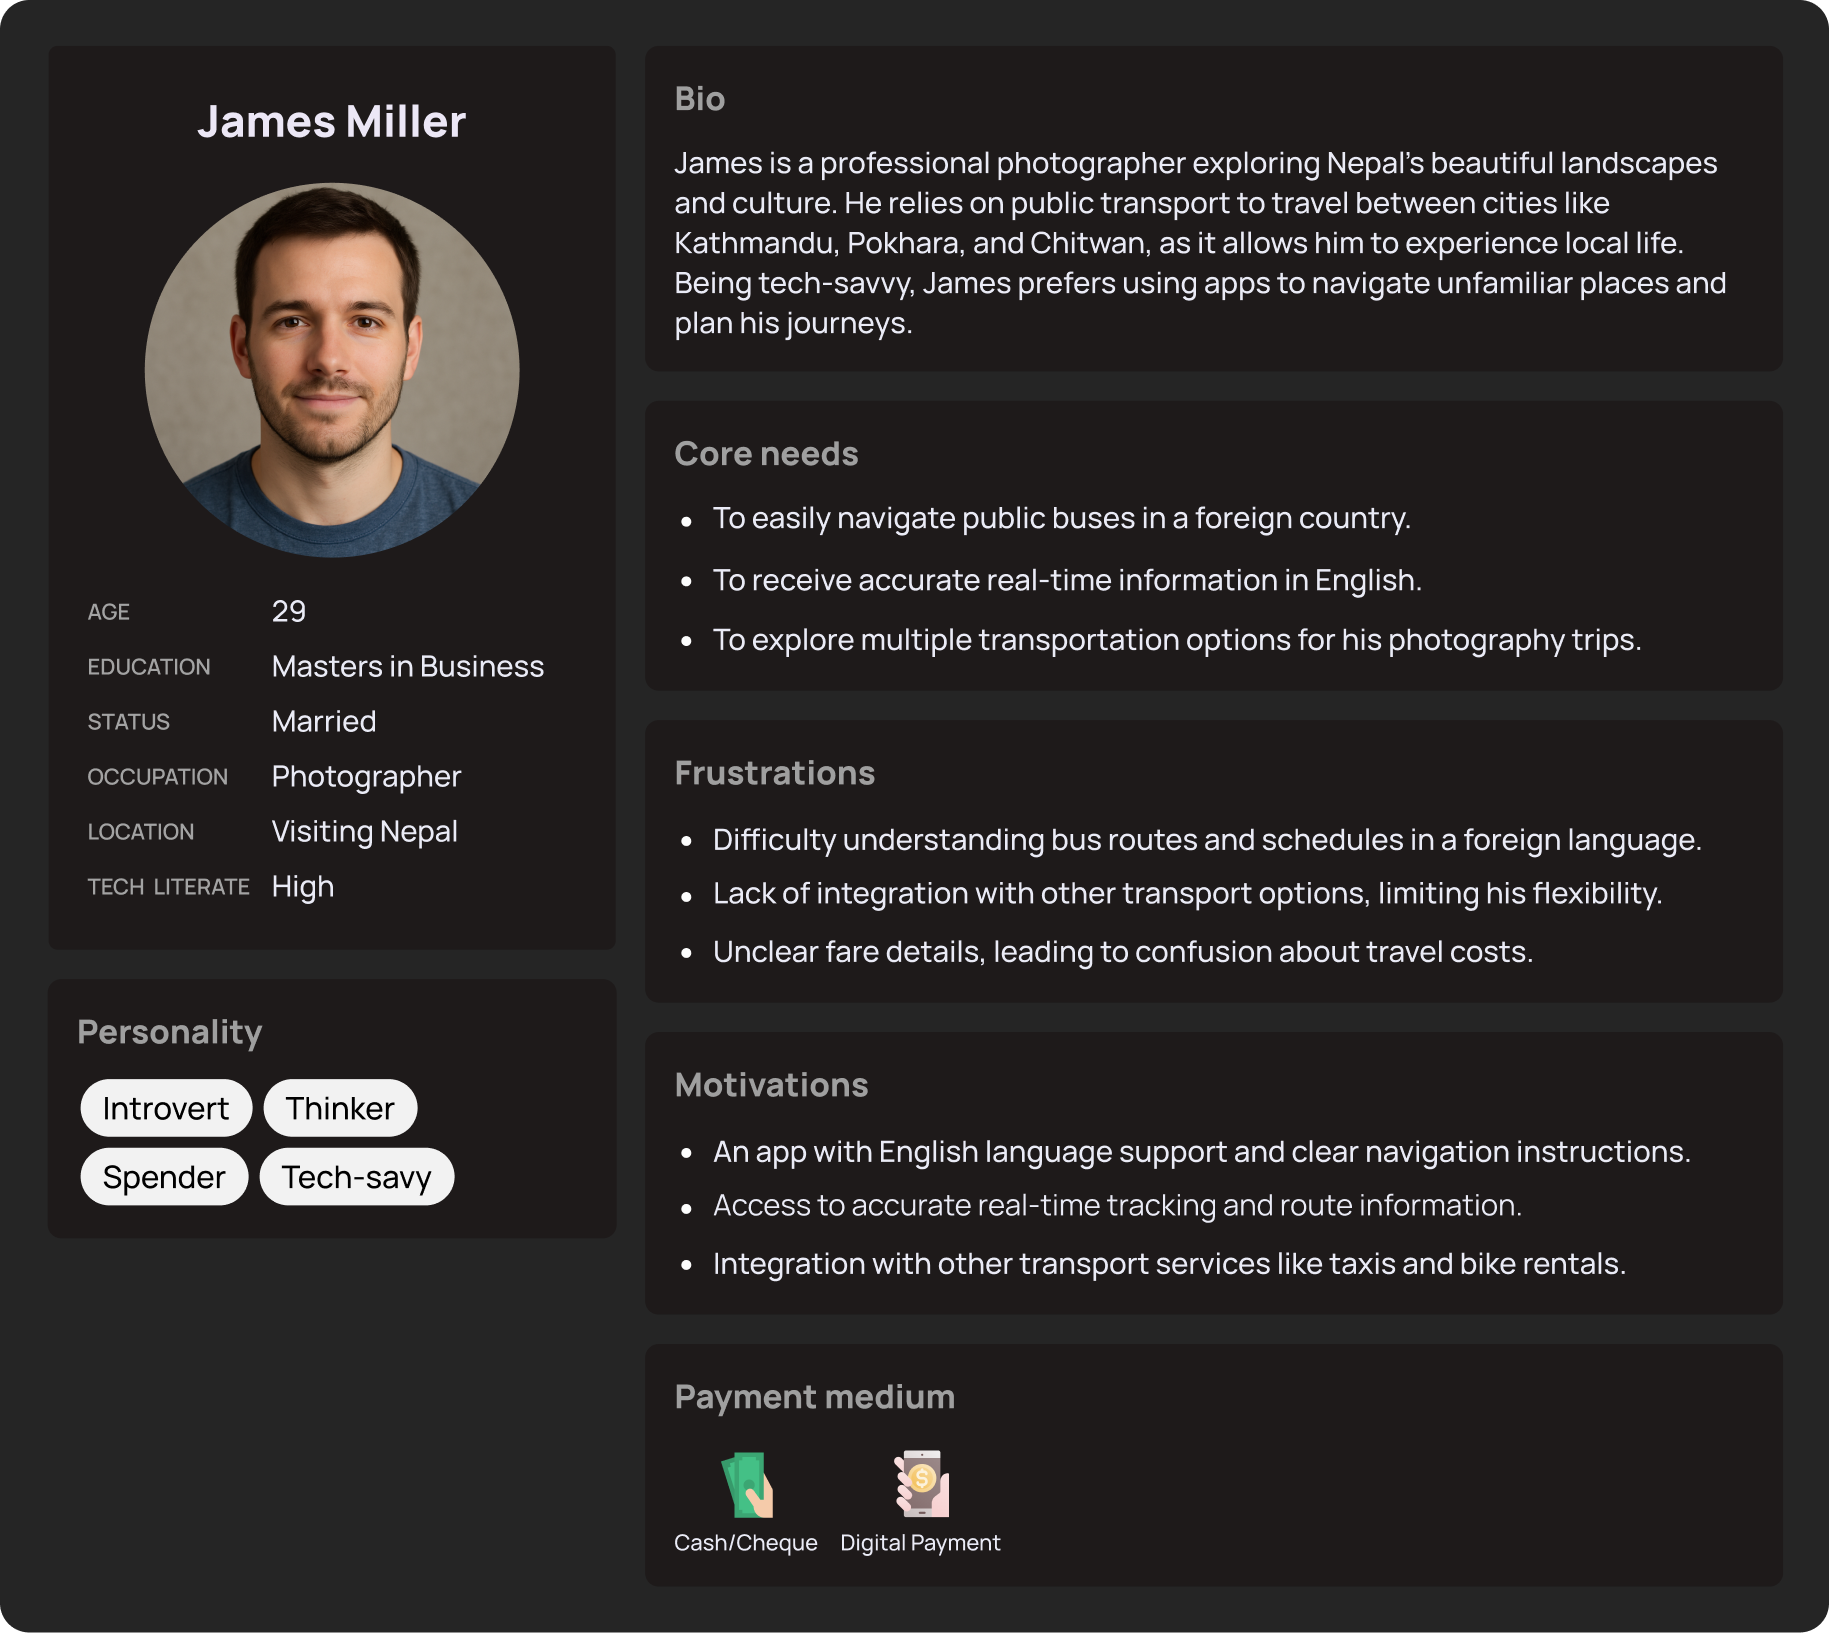 James Miller
AGE 29
EDUCATION Masters in Business
STATUS Married
OCCUPATION Photographer
LOCATION Visiting Nepal
TECH LITERATE High
Personality
Introvert Thinker
Spender Tech-savy
Bio
James is a professional photographer exploring Nepal’s beautiful landscapes
and culture. He relies on public transport to travel between cities like
Kathmandu, Pokhara, and Chitwan, as it allows him to experience local life.
Being tech-savvy, James prefers using apps to navigate unfamiliar places and
plan his journeys.
Core needs
• To easily navigate public buses in a foreign country.
• To receive accurate real-time information in English.
• To explore multiple transportation options for his photography trips.
Frustrations
• Difficulty understanding bus routes and schedules in a foreign language.
• Lack of integration with other transport options, limiting his flexibility.
• Unclear fare details, leading to confusion about travel costs.
Motivations
• An app with English language support and clear navigation instructions.
• Access to accurate real-time tracking and route information.
• Integration with other transport services like taxis and bike rentals.
Payment medium
$
Cash/Cheque Digital Payment